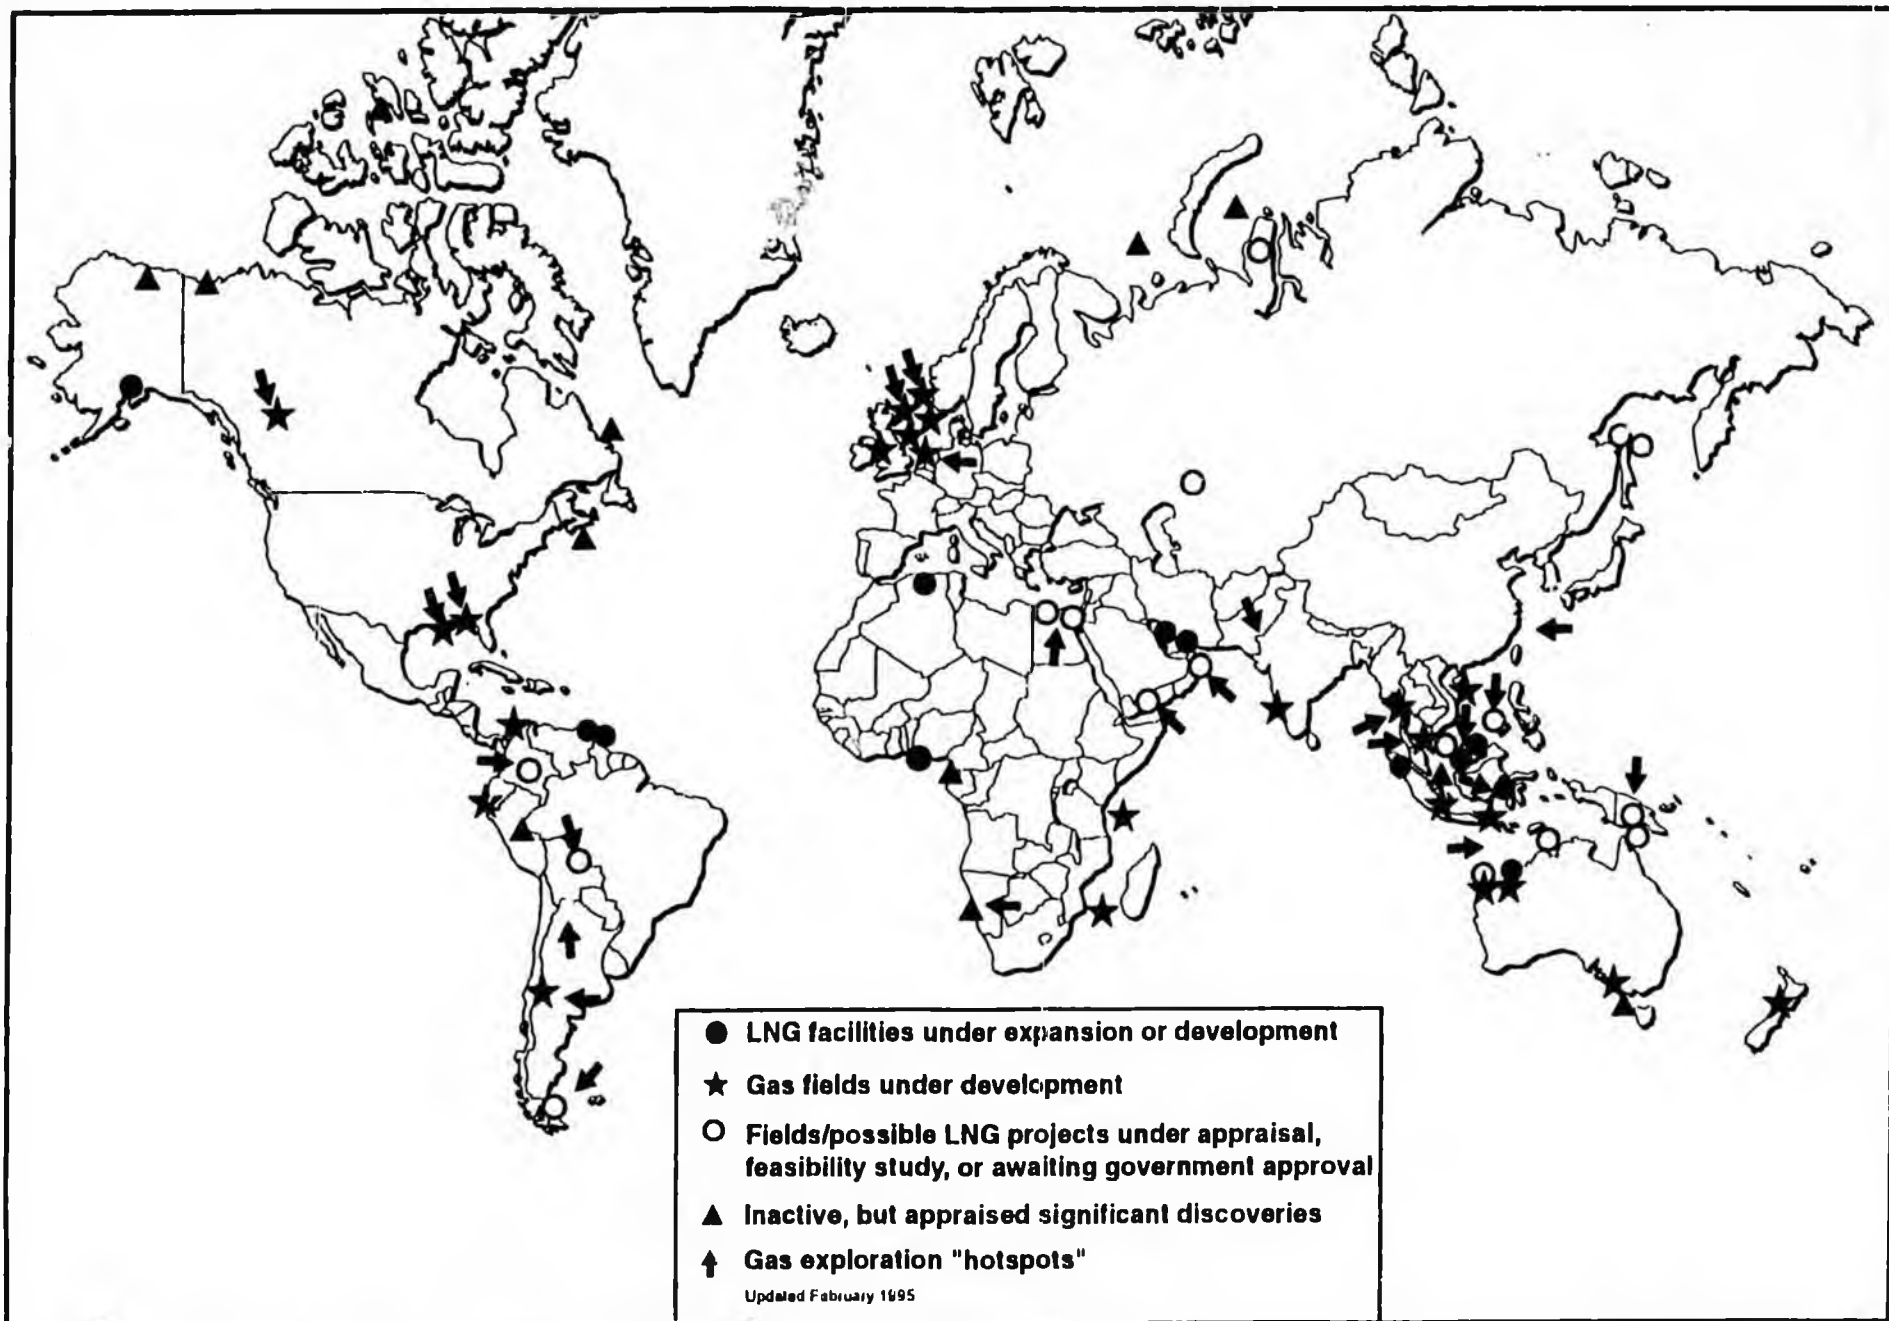 LNG facilities under expansion or development
Gas fields under development
Fields/possible LNG projects under appraisal,
feasibility study, or awaiting government approval
Inactive, but appraised significant discoveries
Gas exploration "hotspots"
Updated February 1995